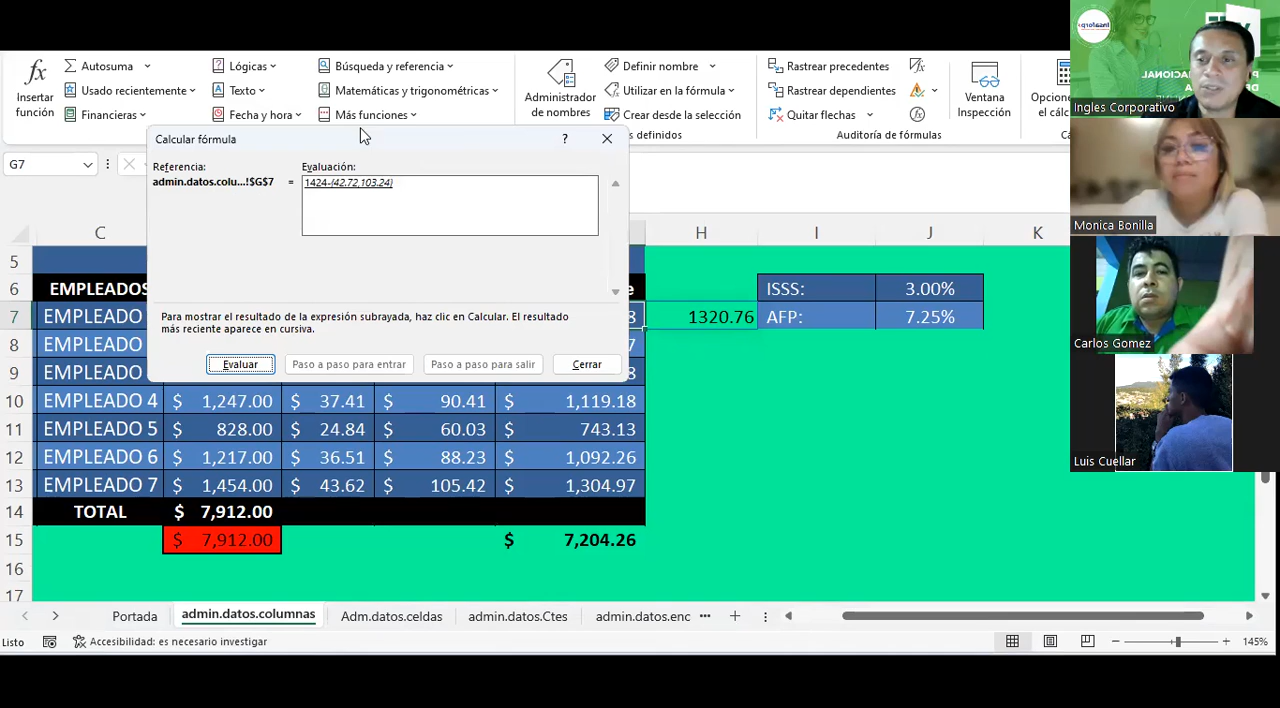 Insertar función
Autosuma
Usado recientemente
Financieras
Lógicas
Texto
Fecha y hora
Búsqueda y referencia
Matemáticas y trigonométricas
Más funciones
Administrador de nombres
Definir nombre
Utilizar en la fórmula
Crear desde la selección
s definidos
Rastrear precedentes
Rastrear dependientes
Quitar flechas
Auditoría de fórmulas
Ventana Inspección
Opcione
el cálc
G7
Calcular fórmula
?
Referencia:
Evaluación:
admin.datos.colu...!$G$7 = 1424-{42.72,103.24}
Para mostrar el resultado de la expresión subrayada, haz clic en Calcular. El resultado
más reciente aparece en cursiva.
Evaluar
Paso a paso para entrar
Paso a paso para salir
Cerrar
C H I J K
5
6 EMPLEADOS e ISSS: 3.00%
7 EMPLEADO 8 1320.76 AFP: 7.25%
8 EMPLEADO 7
9 EMPLEADO 8
10 EMPLEADO 4 $ 1,247.00 $ 37.41 $ 90.41 $ 1,119.18
11 EMPLEADO 5 $ 828.00 $ 24.84 $ 60.03 $ 743.13
12 EMPLEADO 6 $ 1,217.00 $ 36.51 $ 88.23 $ 1,092.26
13 EMPLEADO 7 $ 1,454.00 $ 43.62 $ 105.42 $ 1,304.97
14 TOTAL $ 7,912.00
15 $ 7,912.00 $ 7,204.26
16
17
Portada
admin.datos.columnas
Adm.datos.celdas
admin.datos.Ctes
admin.datos.enc
Listo
Accesibilidad: es necesario investigar
145%
Insaforp
CIONAL
Ingles Corporativo
Monica Bonilla
Carlos Gomez
Luis Cuellar